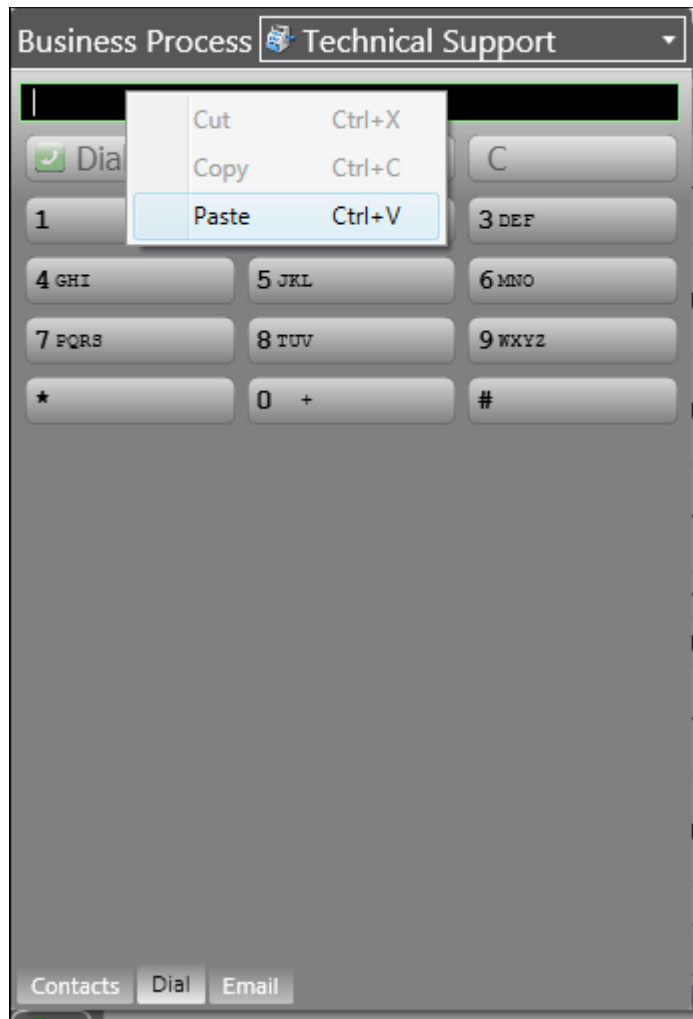 Business Process Technical Support
Cut Ctrl+X
Dial C
Copy Ctrl+C
Paste Ctrl+V
1 3 DEF
4 GHI 5 JKL 6 MNO
7 PQRS 8 TUV 9 WXYZ
* 0 + #
Contacts Dial Email